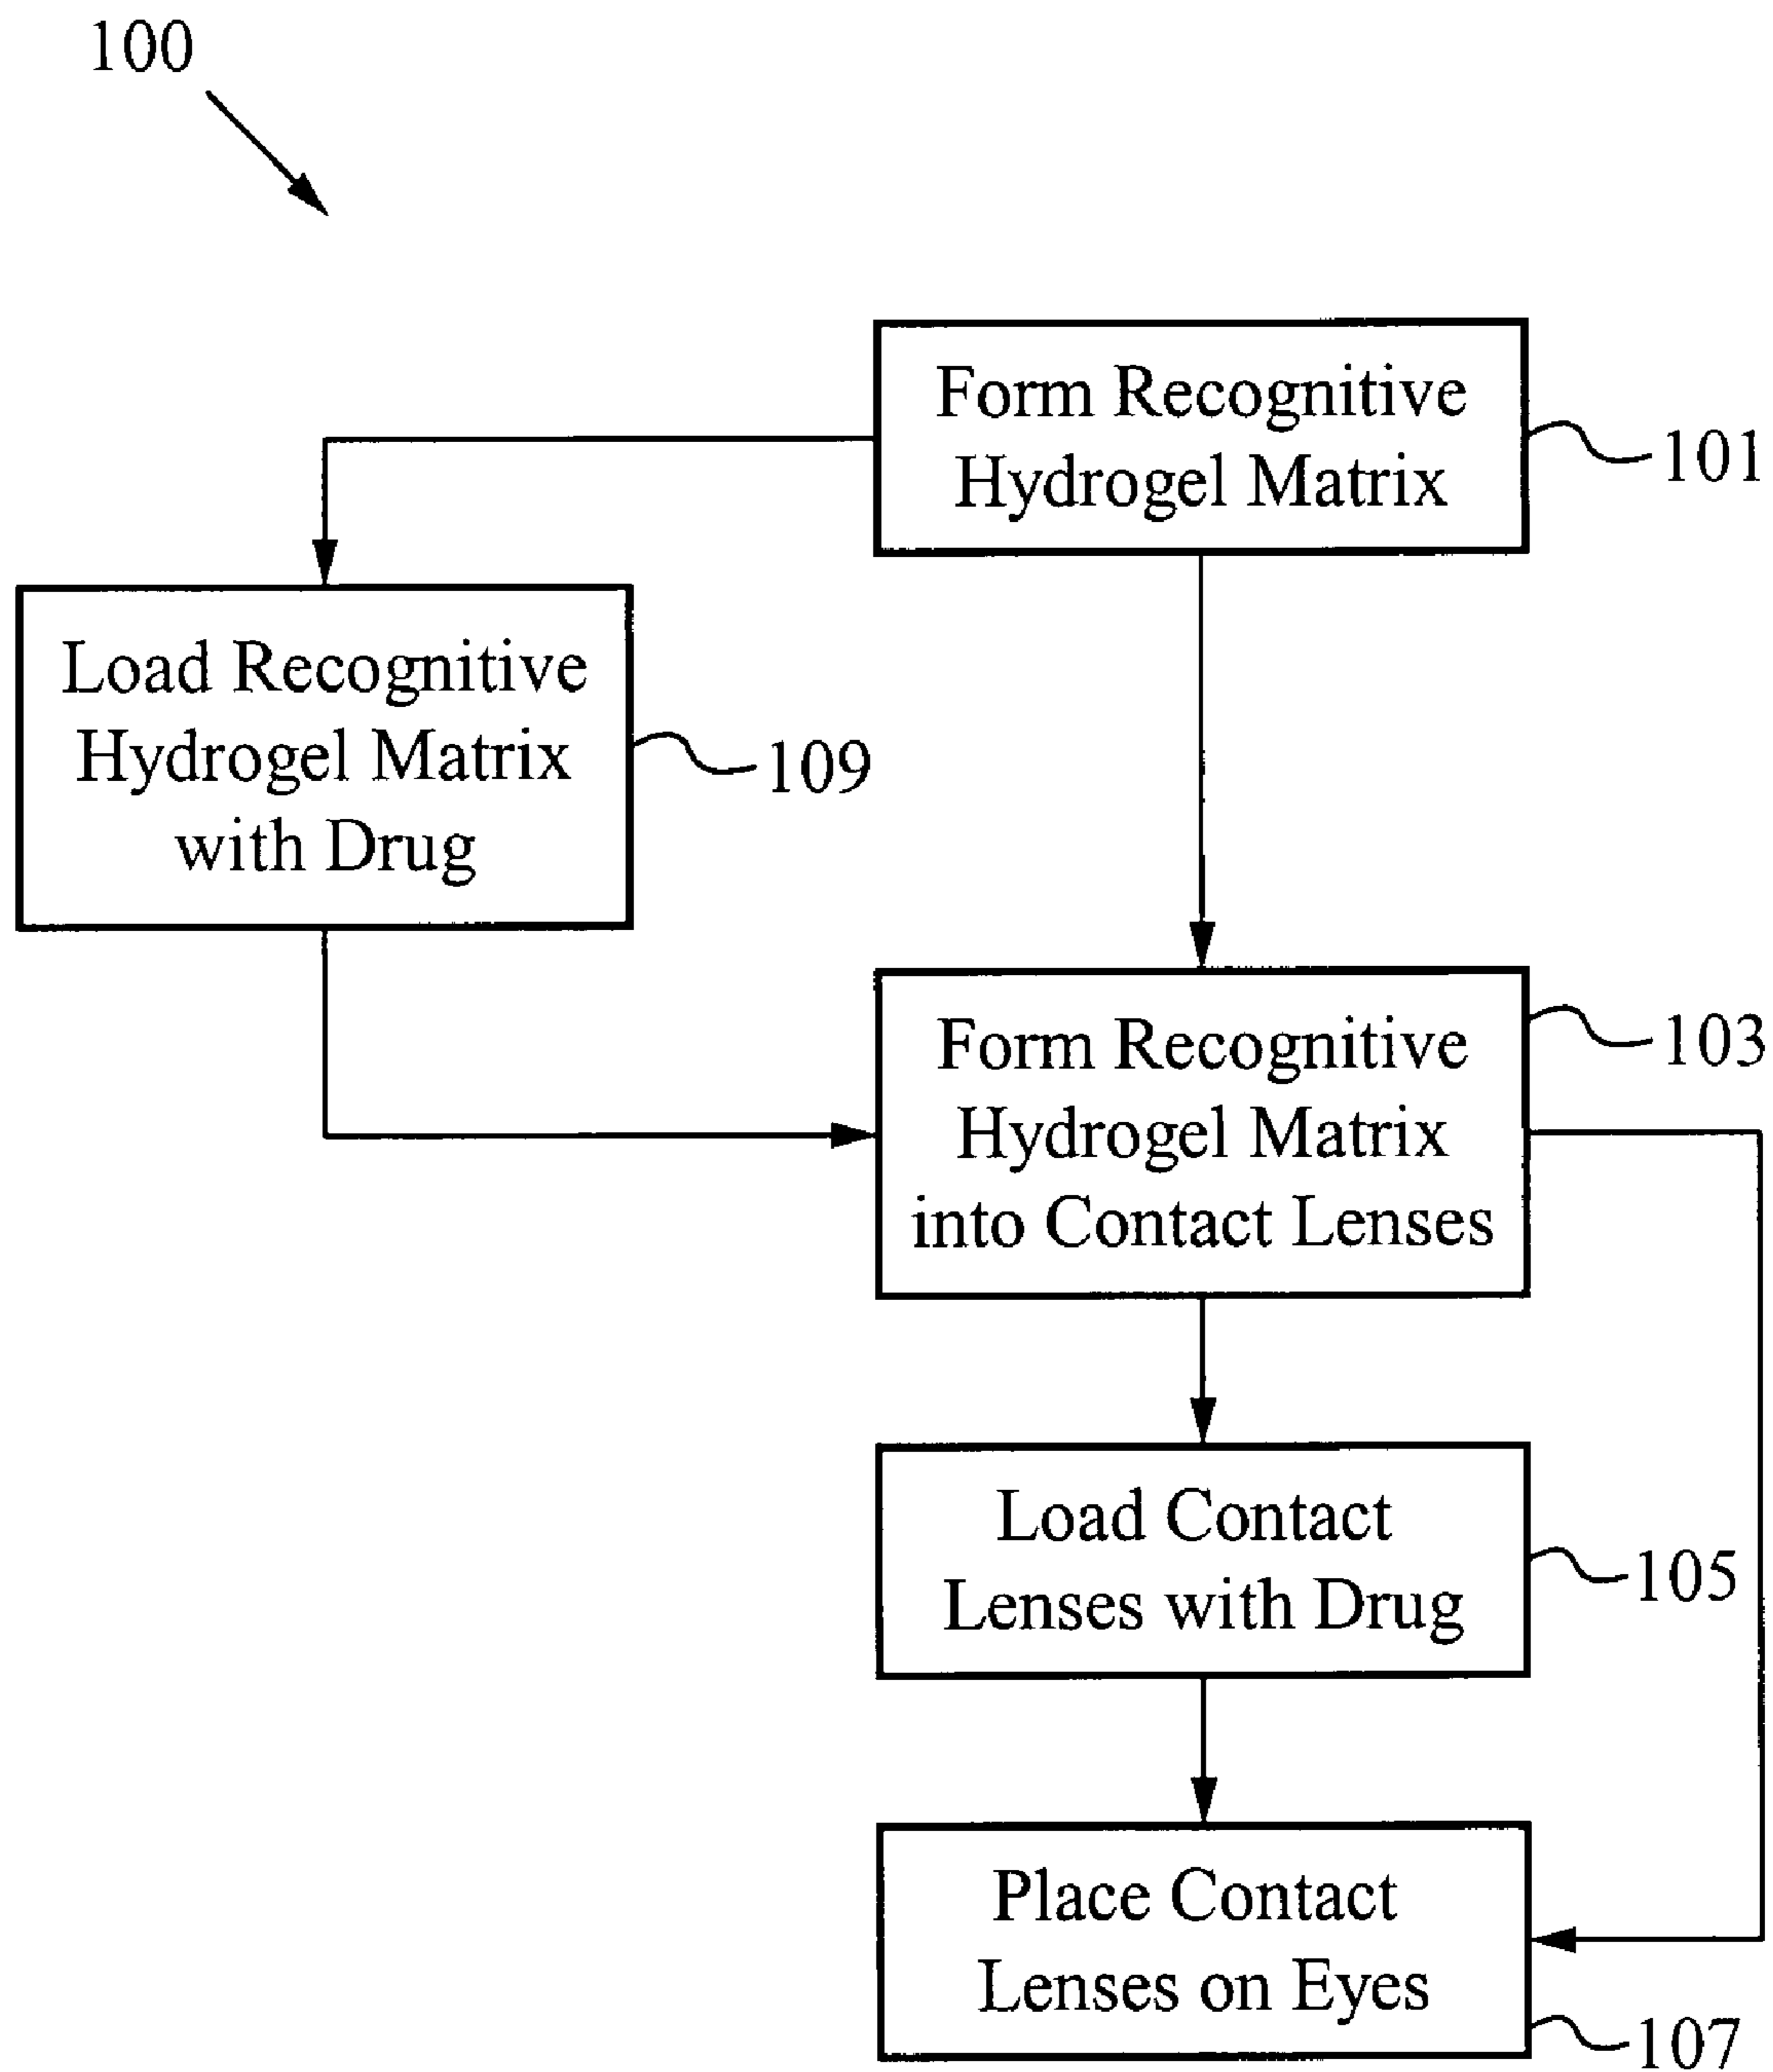 100
Form Recognitive
Hydrogel Matrix
101
Load Recognitive
Hydrogel Matrix
with Drug
109
Form Recognitive
Hydrogel Matrix
into Contact Lenses
103
Load Contact
Lenses with Drug
105
Place Contact
Lenses on Eyes
107